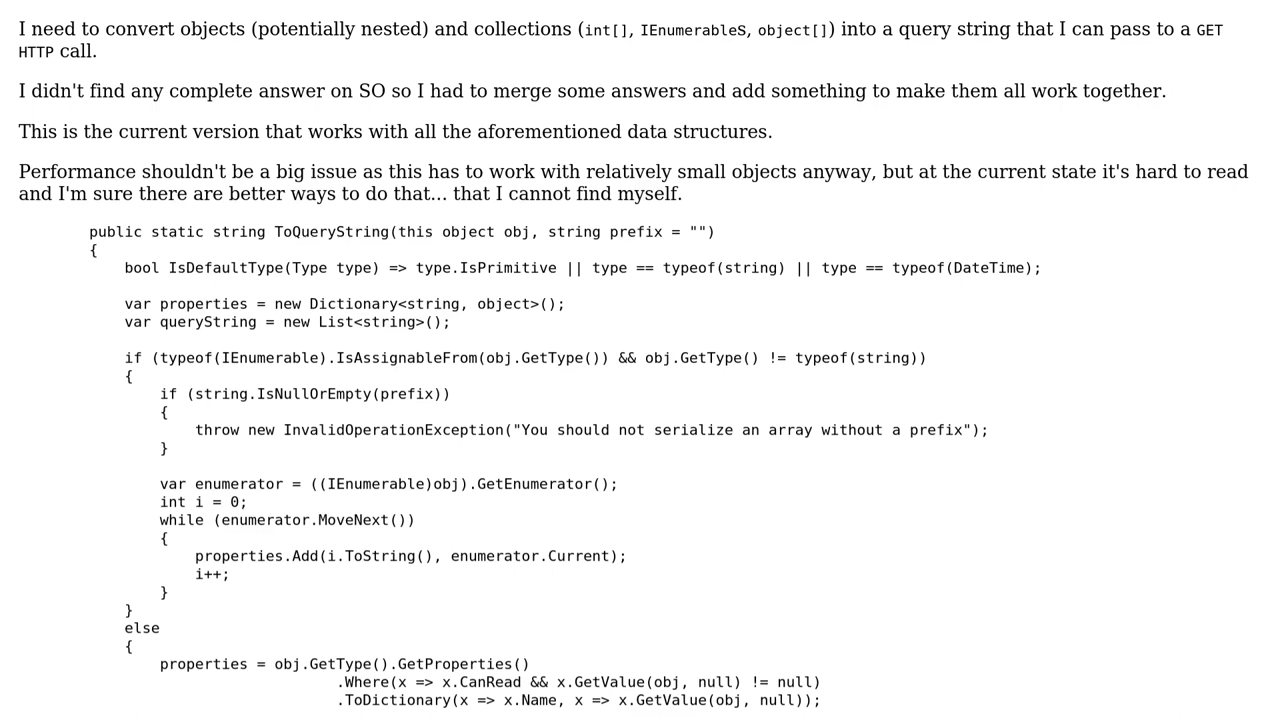 I need to convert objects (potentially nested) and collections (int[], IEnumerables, object[]) into a query string that I can pass to a GET
HTTP call.
I didn't find any complete answer on SO so I had to merge some answers and add something to make them all work together.
This is the current version that works with all the aforementioned data structures.
Performance shouldn't be a big issue as this has to work with relatively small objects anyway, but at the current state it's hard to read
and I'm sure there are better ways to do that... that I cannot find myself.
public static string ToQueryString(this object obj, string prefix = "")
{
    bool IsDefaultType(Type type) => type.IsPrimitive || type == typeof(string) || type == typeof(DateTime);
    var properties = new Dictionary<string, object>();
    var queryString = new List<string>();
    if (typeof(IEnumerable).IsAssignableFrom(obj.GetType()) && obj.GetType() != typeof(string))
    {
        if (string.IsNullOrEmpty(prefix))
        {
            throw new InvalidOperationException("You should not serialize an array without a prefix");
        }
        var enumerator = ((IEnumerable)obj).GetEnumerator();
        int i = 0;
        while (enumerator.MoveNext())
        {
            properties.Add(i.ToString(), enumerator.Current);
            i++;
        }
    }
    else
    {
        properties = obj.GetType().GetProperties()
                            .Where(x => x.CanRead && x.GetValue(obj, null) != null)
                            .ToDictionary(x => x.Name, x => x.GetValue(obj, null));